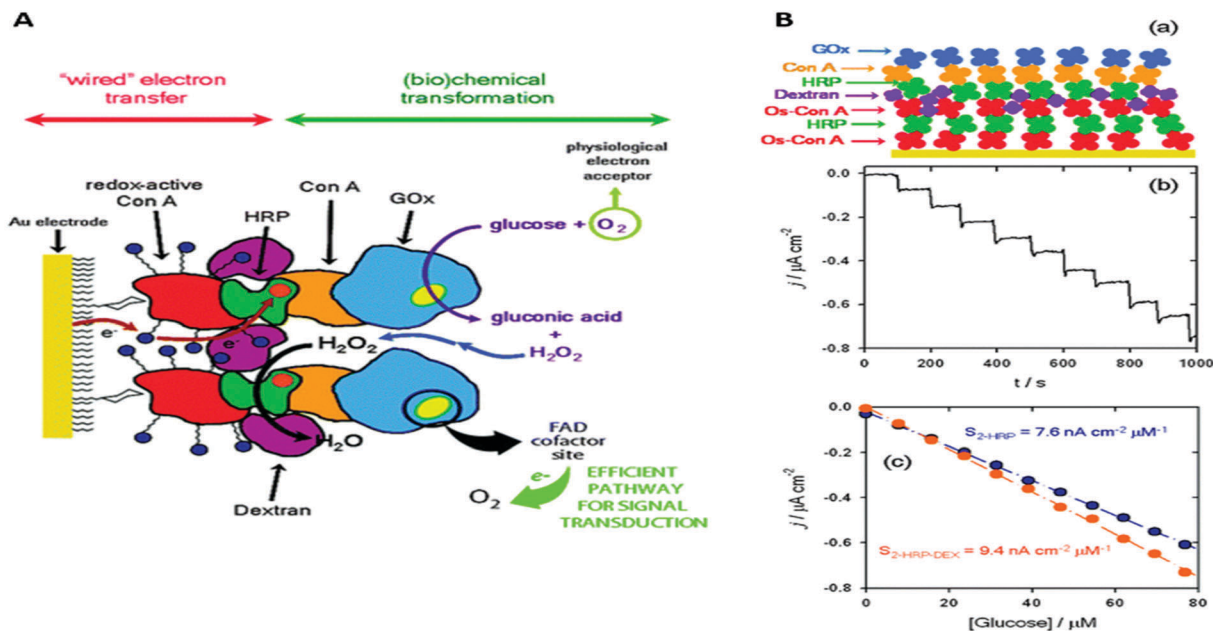 A
"wired" electron
transfer
(bio)chemical
transformation
physiological
electron
acceptor
redox-active
Con A
Au electrode
HRP
Con A
GOx
glucose + O2
e-
e-
gluconic acid
+
H2O2
H2O2
H2O
Dextran
FAD
cofactor
site
e-
O2
EFFICIENT
PATHWAY
FOR SIGNAL
TRANSDUCTION
B
(a)
GOx
Con A
HRP
Dextran
Os-Con A
HRP
Os-Con A
(b)
j / µA cm-2
0.0
-0.2
-0.4
-0.6
-0.8
0 200 400 600 800 1000
t / s
(c)
j / µA cm-2
0.0
-0.2
-0.4
-0.6
-0.8
S2-HRP = 7.6 nA cm-2 µM-1
S2-HRP-DEX = 9.4 nA cm-2 µM-1
0 20 40 60 80
[Glucose] / µM